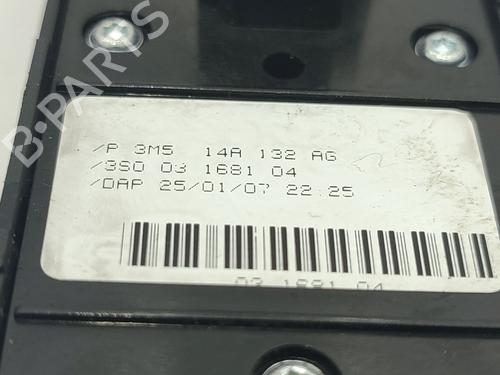 /P 3M5 14A 132 AG
/3S0 03 1681 04
/DAP 25/01/07 22:25
03 1681 04
B-PARTS